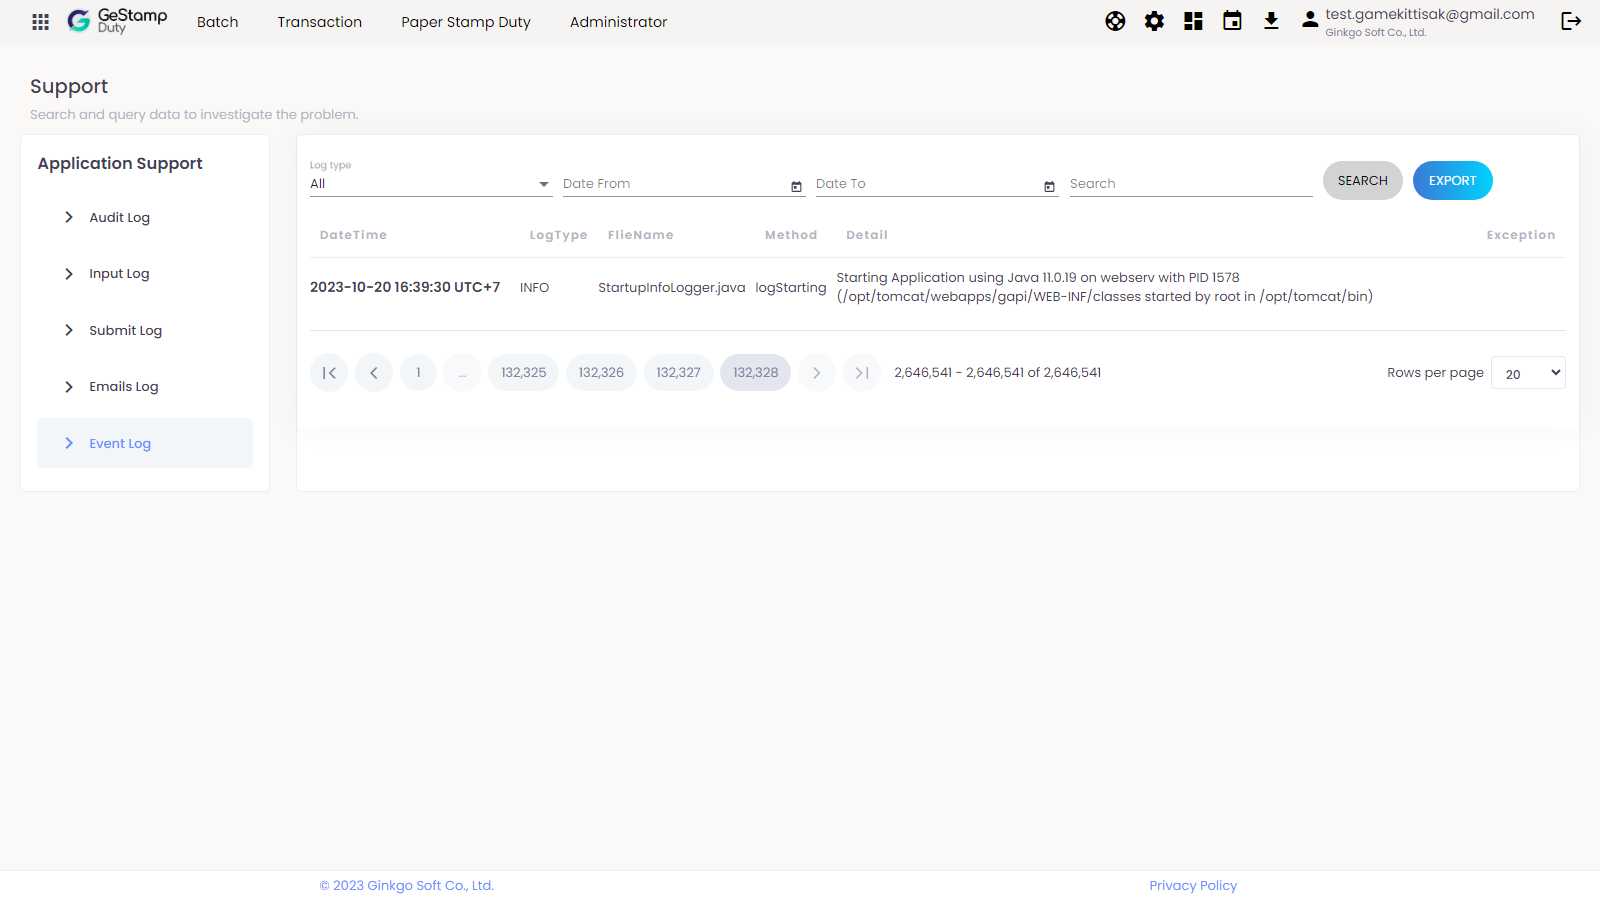 GeStamp
Duty
Batch
Transaction
Paper Stamp Duty
Administrator
test.gamekittisak@gmail.com
Ginkgo Soft Co., Ltd.
Support
Search and query data to investigate the problem.
Application Support
Audit Log
Input Log
Submit Log
Emails Log
Event Log
Log type
All
Date From
Date To
Search
SEARCH
EXPORT
DateTime LogType FlieName Method Detail Exception
2023-10-20 16:39:30 UTC+7 INFO StartupInfoLogger.java logStarting Starting Application using Java 11.0.19 on webserv with PID 1578
(/opt/tomcat/webapps/gapi/WEB-INF/classes started by root in /opt/tomcat/bin)
1 ... 132,325 132,326 132,327 132,328 2,646,541 - 2,646,541 of 2,646,541 Rows per page 20
© 2023 Ginkgo Soft Co., Ltd. Privacy Policy